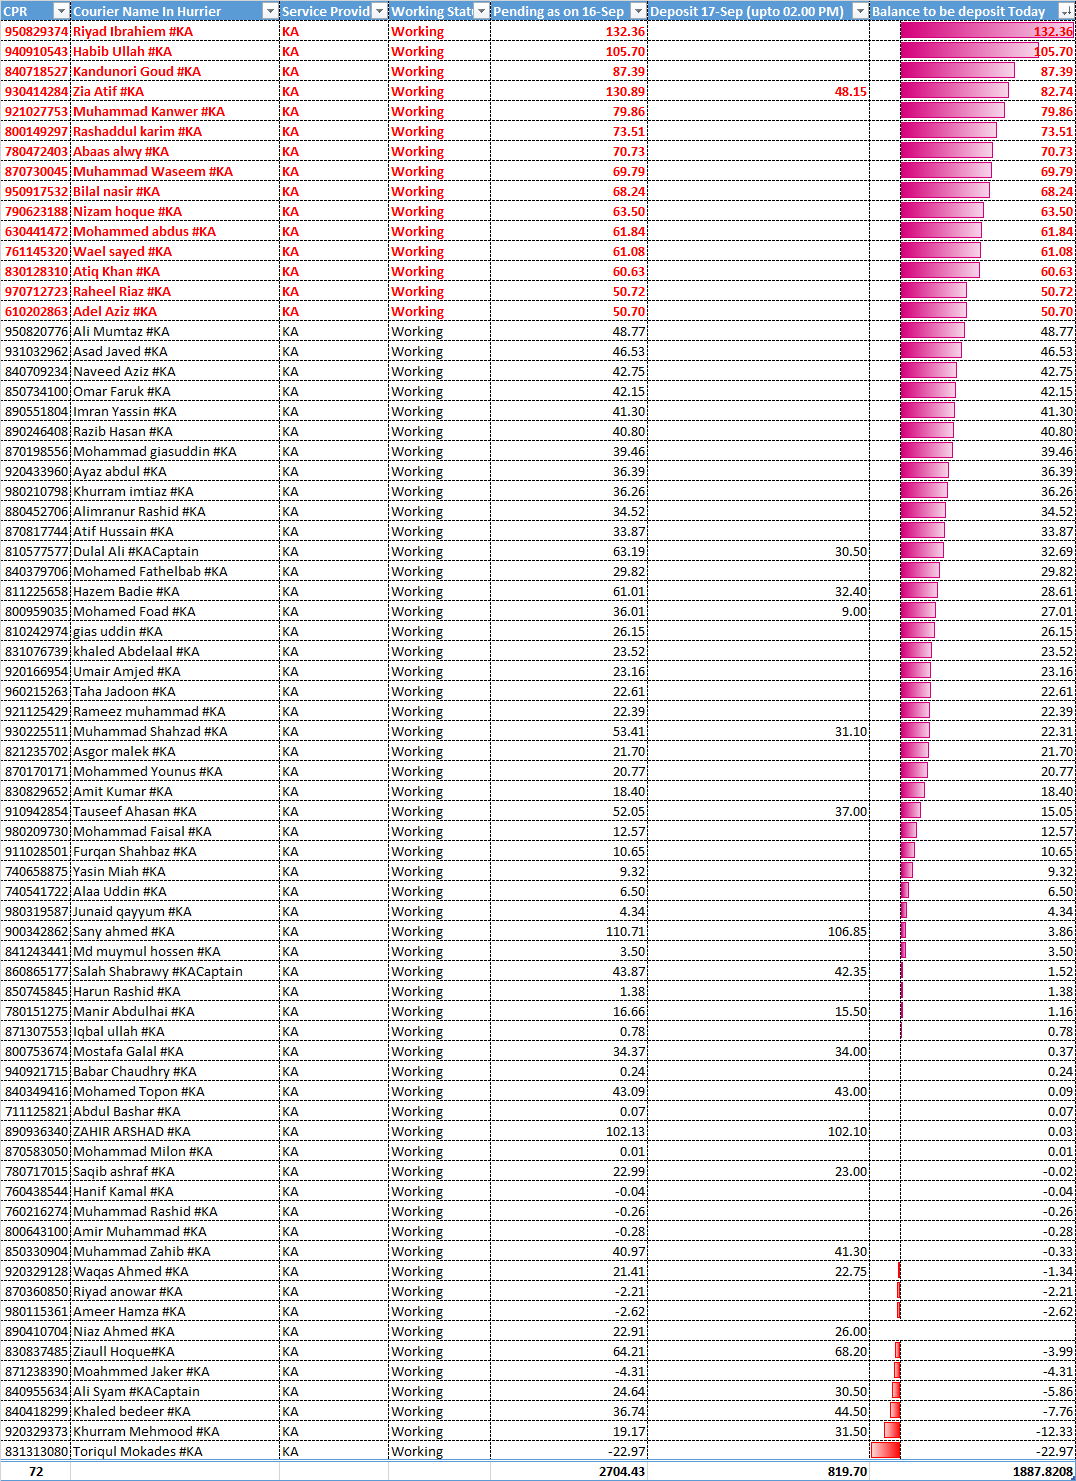 CPR Courier Name In Hurrier Service Provid Working Statu Pending as on 16-Sep Deposit 17-Sep (upto 02.00 PM) Balance to be deposit Today
950829374 Riyad Ibrahiem #KA KA Working 132.36 132.36
940910543 Habib Ullah #KA KA Working 105.70 105.70
840718527 Kandunori Goud #KA KA Working 87.39 87.39
930414284 Zia Atif #KA KA Working 130.89 48.15 82.74
921027753 Muhammad Kanwer #KA KA Working 79.86 79.86
800149297 Rashaddul karim #KA KA Working 73.51 73.51
780472403 Abaas alwy #KA KA Working 70.73 70.73
870730045 Muhammad Waseem #KA KA Working 69.79 69.79
950917532 Bilal nasir #KA KA Working 68.24 68.24
790623188 Nizam hoque #KA KA Working 63.50 63.50
630441472 Mohammed abdus #KA KA Working 61.84 61.84
761145320 Wael sayed #KA KA Working 61.08 61.08
830128310 Atiq Khan #KA KA Working 60.63 60.63
970712723 Raheel Riaz #KA KA Working 50.72 50.72
610202863 Adel Aziz #KA KA Working 50.70 50.70
950820776 Ali Mumtaz #KA KA Working 48.77 48.77
931032962 Asad Javed #KA KA Working 46.53 46.53
840709234 Naveed Aziz #KA KA Working 42.75 42.75
850734100 Omar Faruk #KA KA Working 42.15 42.15
890551804 Imran Yassin #KA KA Working 41.30 41.30
890246408 Razib Hasan #KA KA Working 40.80 40.80
870198556 Mohammad giasuddin #KA KA Working 39.46 39.46
920433960 Ayaz abdul #KA KA Working 36.39 36.39
980210798 Khurram imtiaz #KA KA Working 36.26 36.26
880452706 Alimranur Rashid #KA KA Working 34.52 34.52
870817744 Atif Hussain #KA KA Working 33.87 33.87
810577577 Dulal Ali #KACaptain KA Working 63.19 30.50 32.69
840379706 Mohamed Fathelbab #KA KA Working 29.82 29.82
811225658 Hazem Badie #KA KA Working 61.01 32.40 28.61
800959035 Mohamed Foad #KA KA Working 36.01 9.00 27.01
810242974 gias uddin #KA KA Working 26.15 26.15
831076739 khaled Abdelaal #KA KA Working 23.52 23.52
920166954 Umair Amjed #KA KA Working 23.16 23.16
960215263 Taha Jadoon #KA KA Working 22.61 22.61
921125429 Rameez muhammad #KA KA Working 22.39 22.39
930225511 Muhammad Shahzad #KA KA Working 53.41 31.10 22.31
821235702 Asgor malek #KA KA Working 21.70 21.70
870170171 Mohammed Younus #KA KA Working 20.77 20.77
830829652 Amit Kumar #KA KA Working 18.40 18.40
910942854 Tauseef Ahasan #KA KA Working 52.05 37.00 15.05
980209730 Mohammad Faisal #KA KA Working 12.57 12.57
911028501 Furqan Shahbaz #KA KA Working 10.65 10.65
740658875 Yasin Miah #KA KA Working 9.32 9.32
740541722 Alaa Uddin #KA KA Working 6.50 6.50
980319587 Junaid qayyum #KA KA Working 4.34 4.34
900342862 Sany ahmed #KA KA Working 110.71 106.85 3.86
841243441 Md muymul hossen #KA KA Working 3.50 3.50
860865177 Salah Shabrawy #KACaptain KA Working 43.87 42.35 1.52
850745845 Harun Rashid #KA KA Working 1.38 1.38
780151275 Manir Abdulhai #KA KA Working 16.66 15.50 1.16
871307553 Iqbal ullah #KA KA Working 0.78 0.78
800753674 Mostafa Galal #KA KA Working 34.37 34.00 0.37
940921715 Babar Chaudhry #KA KA Working 0.24 0.24
840349416 Mohamed Topon #KA KA Working 43.09 43.00 0.09
711125821 Abdul Bashar #KA KA Working 0.07 0.07
890936340 ZAHIR ARSHAD #KA KA Working 102.13 102.10 0.03
870583050 Mohammad Milon #KA KA Working 0.01 0.01
780717015 Saqib ashraf #KA KA Working 22.99 23.00 -0.02
760438544 Hanif Kamal #KA KA Working -0.04 -0.04
760216274 Muhammad Rashid #KA KA Working -0.26 -0.26
800643100 Amir Muhammad #KA KA Working -0.28 -0.28
850330904 Muhammad Zahib #KA KA Working 40.97 41.30 -0.33
920329128 Waqas Ahmed #KA KA Working 21.41 22.75 -1.34
870360850 Riyad anowar #KA KA Working -2.21 -2.21
980115361 Ameer Hamza #KA KA Working -2.62 -2.62
890410704 Niaz Ahmed #KA KA Working 22.91 26.00
830837485 Ziaull Hoque#KA KA Working 64.21 68.20 -3.99
871238390 Moahmmed Jaker #KA KA Working -4.31 -4.31
840955634 Ali Syam #KACaptain KA Working 24.64 30.50 -5.86
840418299 Khaled bedeer #KA KA Working 36.74 44.50 -7.76
920329373 Khurram Mehmood #KA KA Working 19.17 31.50 -12.33
831313080 Toriqul Mokades #KA KA Working -22.97 -22.97
72 2704.43 819.70 1887.8208